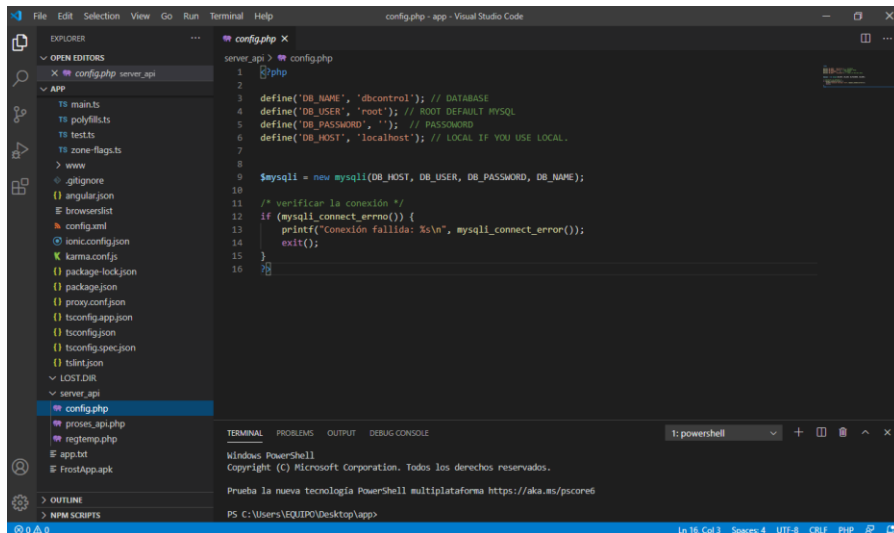 File Edit Selection View Go Run Terminal Help
config.php - app - Visual Studio Code
EXPLORER
OPEN EDITORS
config.php server_api
APP
TS main.ts
TS polyfills.ts
TS test.ts
TS zone-flags.ts
www
.gitignore
{} angular.json
browserslist
config.xml
ionic.config.json
karma.conf.js
{} package-lock.json
{} package.json
{} proxy.conf.json
{} tsconfig.app.json
{} tsconfig.json
{} tsconfig.spec.json
{} tslint.json
LOST.DIR
server_api
config.php
proses_api.php
regtemp.php
app.txt
FrostApp.apk
OUTLINE
NPM SCRIPTS
config.php
server_api > config.php
1 <?php
2
3 define('DB_NAME', 'dbcontrol'); // DATABASE
4 define('DB_USER', 'root'); // ROOT DEFAULT MYSQL
5 define('DB_PASSWORD', ''); // PASSOWORD
6 define('DB_HOST', 'localhost'); // LOCAL IF YOU USE LOCAL.
7
8
9 $mysqli = new mysqli(DB_HOST, DB_USER, DB_PASSWORD, DB_NAME);
10
11 /* verificar la conexión */
12 if (mysqli_connect_errno()) {
13 printf("Conexión fallida: %s\n", mysqli_connect_error());
14 exit();
15 }
16 ?>
TERMINAL PROBLEMS OUTPUT DEBUG CONSOLE
1: powershell
Windows PowerShell
Copyright (C) Microsoft Corporation. Todos los derechos reservados.
Prueba la nueva tecnología PowerShell multiplataforma https://aka.ms/pscore6
PS C:\Users\EQUIPO\Desktop\app>
0 0
Ln 16, Col 3 Spaces: 4 UTF-8 CRLF PHP